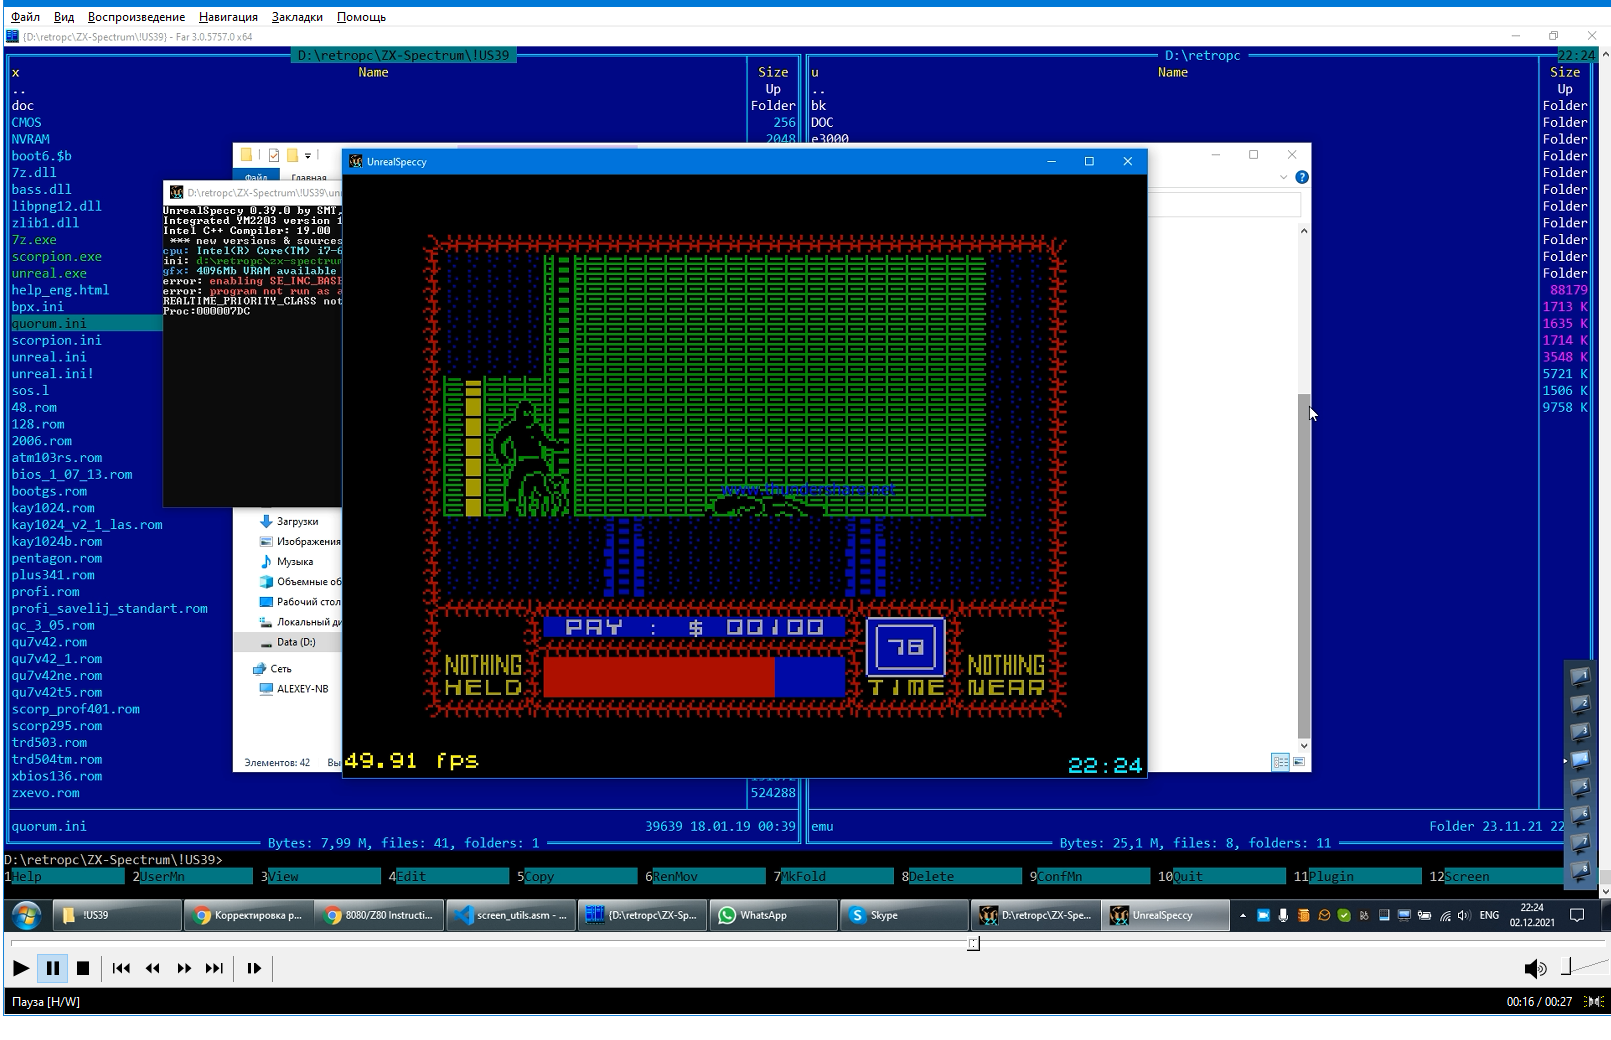 Файл Вид Воспроизведение Навигация Закладки Помощь
{D:\retropc\ZX-Spectrum\!US39} - Far 3.0.5757.0 x64
D:\retropc\ZX-Spectrum\!US39
D:\retropc
22:24
x Name Size
u Name Size
.. Up
doc Folder
CMOS 256
NVRAM 2048
boot6.$b
7z.dll
bass.dll
libpng12.dll
zlib1.dll
7z.exe
scorpion.exe
unreal.exe
help_eng.html
bpx.ini
quorum.ini
scorpion.ini
unreal.ini
unreal.ini!
sos.l
48.rom
128.rom
2006.rom
atm103rs.rom
bios_1_07_13.rom
bootgs.rom
kay1024.rom
kay1024_v2_1_las.rom
kay1024b.rom
pentagon.rom
plus341.rom
profi.rom
profi_savelij_standart.rom
qc_3_05.rom
qu7v42.rom
qu7v42_1.rom
qu7v42ne.rom
qu7v42t5.rom
scorp_prof401.rom
scorp295.rom
trd503.rom
trd504tm.rom
xbios136.rom
zxevo.rom 524288
.. Up
bk Folder
DOC Folder
e3000 Folder
Folder
Folder
Folder
Folder
Folder
Folder
Folder
Folder
88179
1713 K
1635 K
1714 K
3548 K
5721 K
1506 K
9758 K
Файл Главная
D:\retropc\ZX-Spectrum\!US39\un
UnrealSpeccy 0.39.0 by SMT,
Integrated YM2203 version 1
Intel C++ Compiler: 19.00
*** new versions & sources
cpu: Intel(R) Core(TM) i7-6
ini: d:\retropc\zx-spectrum
gfx: 4096Mb VRAM available
error: enabling SE_INC_BASE
error: program not run as a
REALTIME_PRIORITY_CLASS not
Proc:000007DC
Загрузки
Изображения
Музыка
Объемные об
Рабочий стол
Локальный ди
Data (D:)
Сеть
ALEXEY-NB
Элементов: 42 Вы
UnrealSpeccy
www.thundershare.net
PAY : $ 00100
NOTHING
HELD
78
TIME
NOTHING
NEAR
49.91 fps
22:24
quorum.ini 39639 18.01.19 00:39
Bytes: 7,99 M, files: 41, folders: 1
emu Folder 23.11.21 22
Bytes: 25,1 M, files: 8, folders: 11
D:\retropc\ZX-Spectrum\!US39>
1Help 2UserMn 3View 4Edit 5Copy 6RenMov 7MkFold 8Delete 9ConfMn 10Quit 11Plugin 12Screen
!US39 Корректировка р... 8080/Z80 Instructi... screen_utils.asm - ... {D:\retropc\ZX-Sp... WhatsApp Skype D:\retropc\ZX-Spe... UnrealSpeccy ENG 22:24
02.12.2021
Пауза [H/W] 00:16 / 00:27